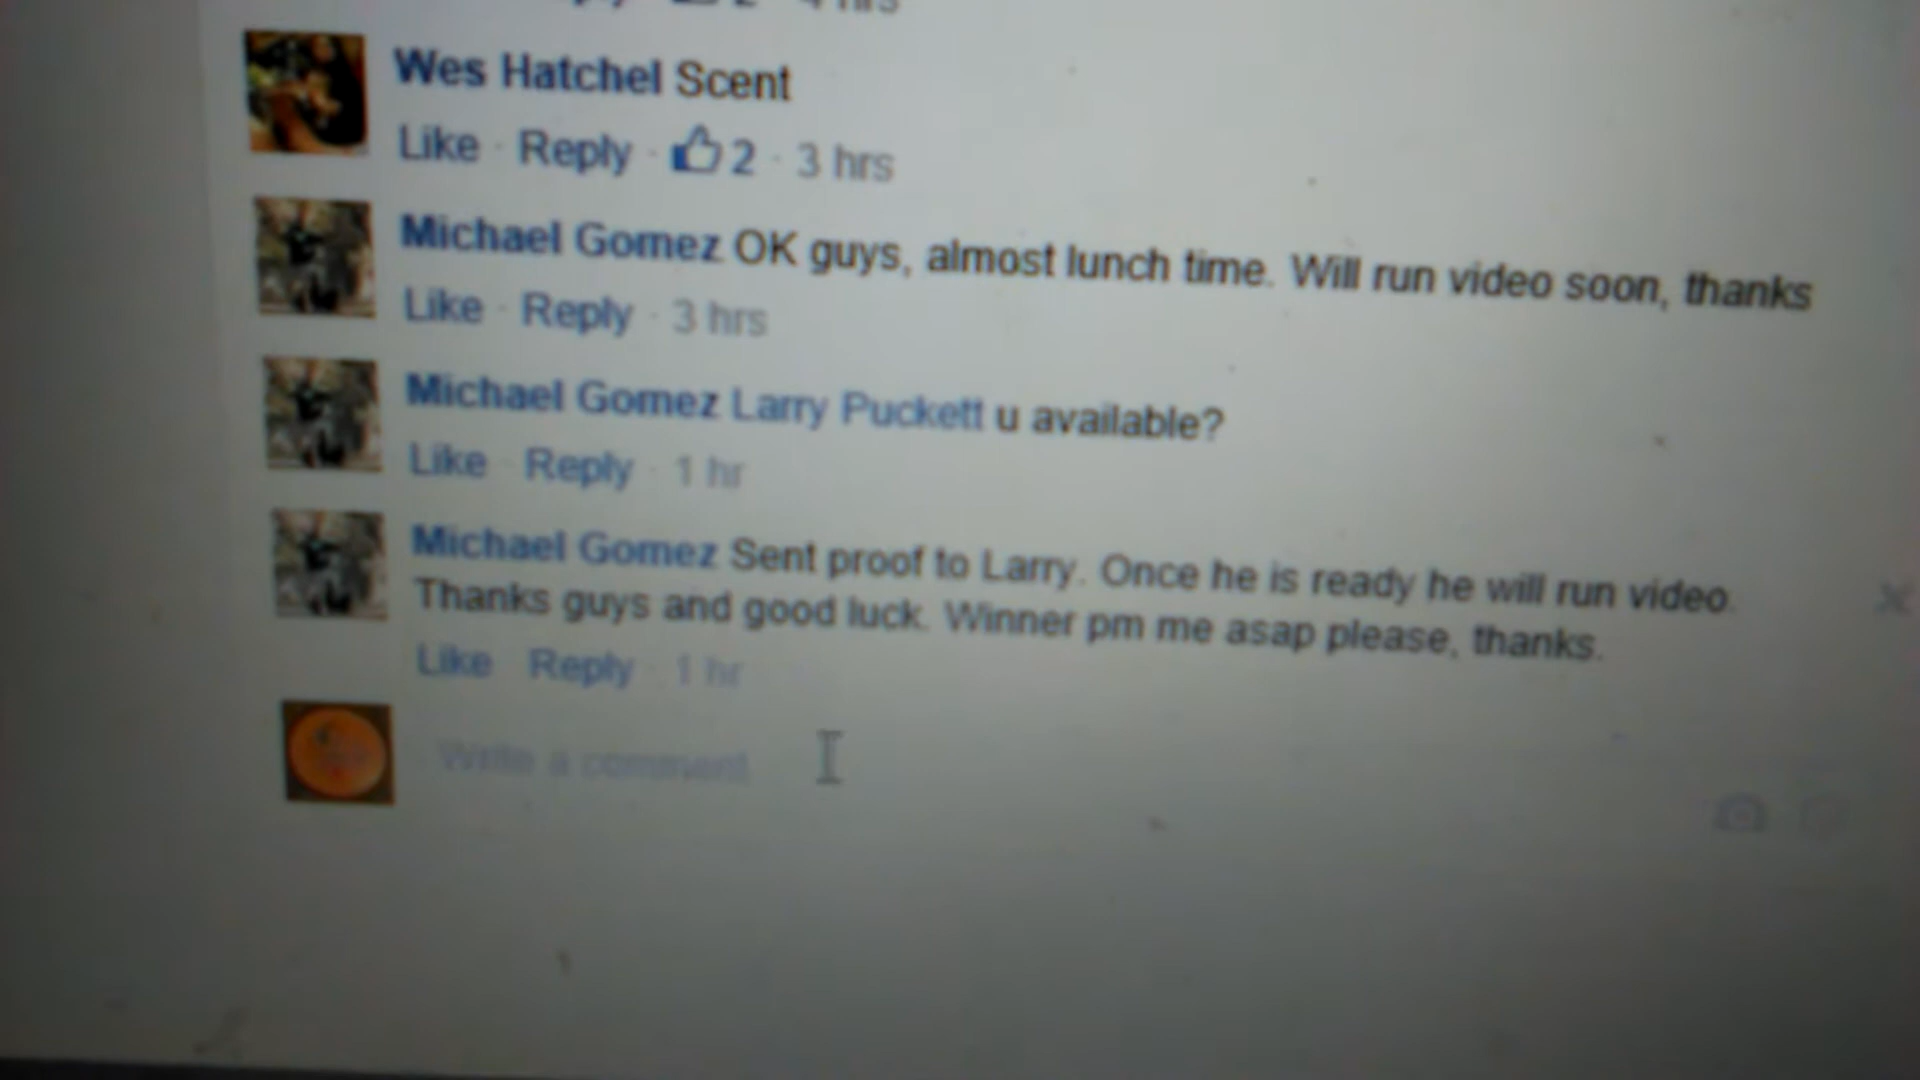 2 4 hrs
Wes Hatchel Scent
Like · Reply · 2 · 3 hrs
Michael Gomez OK guys, almost lunch time. Will run video soon, thanks
Like · Reply · 3 hrs
Michael Gomez Larry Puckett u available?
Like · Reply · 1 hr
Michael Gomez Sent proof to Larry. Once he is ready he will run video.
Thanks guys and good luck. Winner pm me asap please, thanks.
Like · Reply · 1 hr
Write a comment